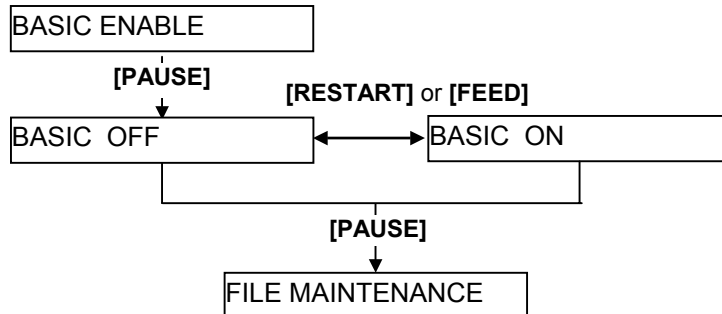 BASIC ENABLE
[PAUSE]
[RESTART] or [FEED]
BASIC  OFF
BASIC  ON
[PAUSE]
FILE MAINTENANCE